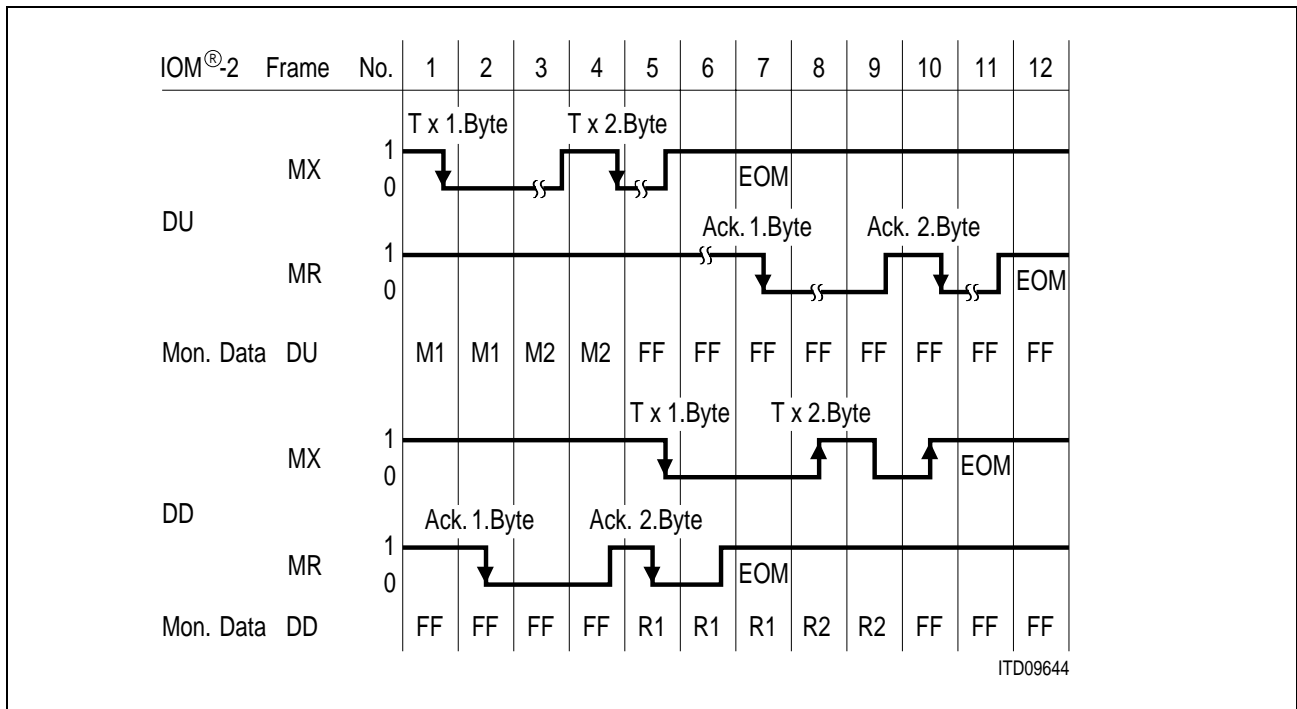 IOM®-2 Frame No. 1 2 3 4 5 6 7 8 9 10 11 12
T x 1.Byte T x 2.Byte
1
MX
0
EOM
DU
Ack. 1.Byte Ack. 2.Byte
1
MR
0
EOM
Mon. Data DU M1 M1 M2 M2 FF FF FF FF FF FF FF FF
T x 1.Byte T x 2.Byte
1
MX
0
EOM
DD
Ack. 1.Byte Ack. 2.Byte
1
MR
0
EOM
Mon. Data DD FF FF FF FF R1 R1 R1 R2 R2 FF FF FF
ITD09644